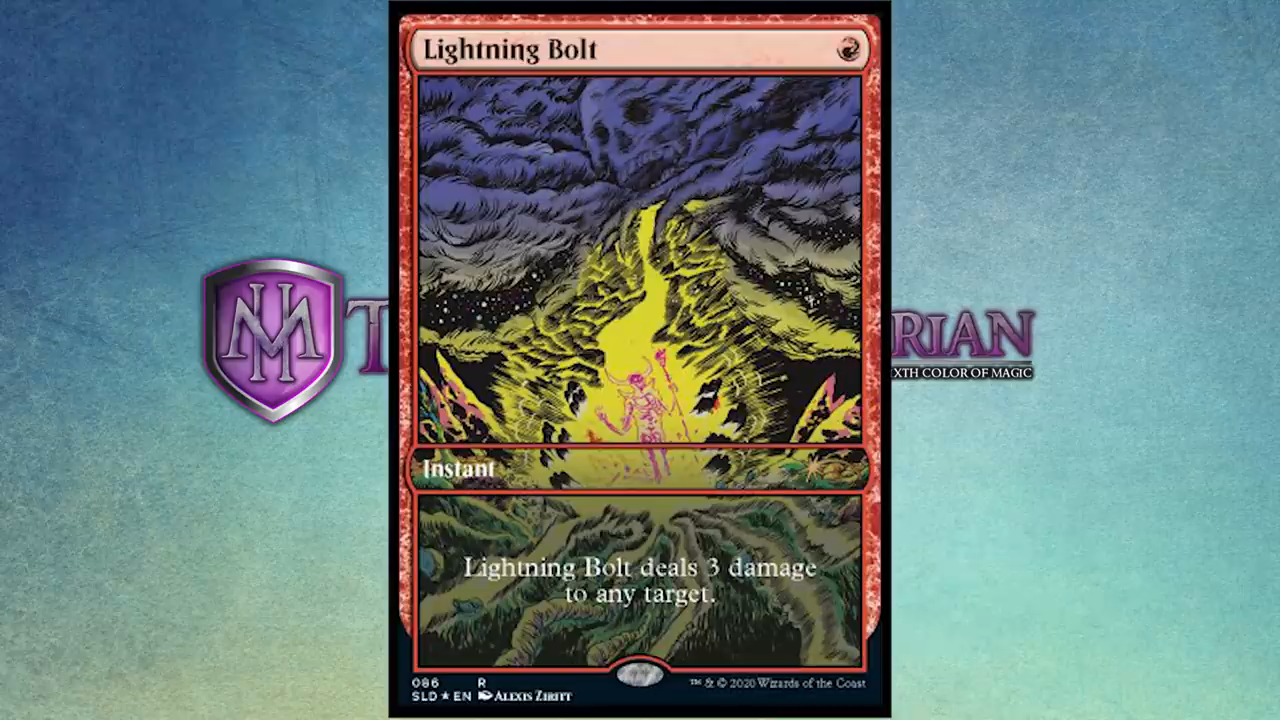 Lightning Bolt
T RIAN
IXTH COLOR OF MAGIC
Instant
Lightning Bolt deals 3 damage
to any target.
086 R
SLD ★ EN ALEXIS ZIRITT
™ & © 2020 Wizards of the Coast